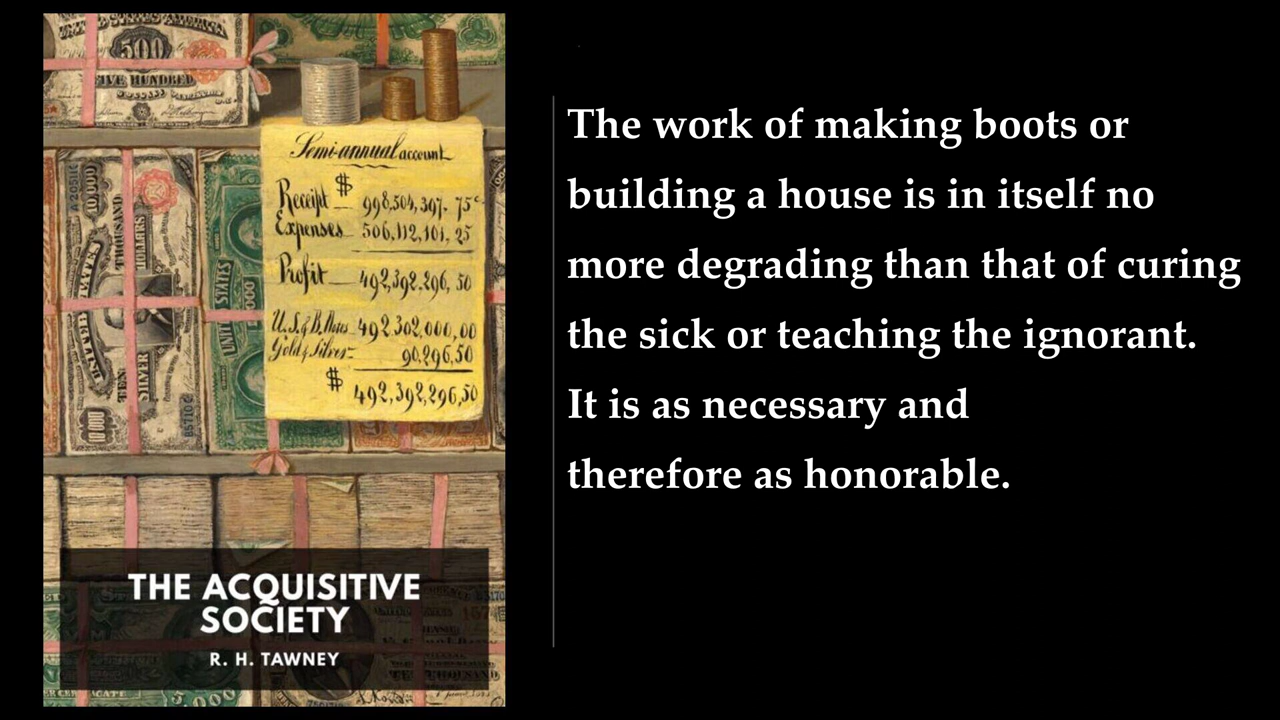 500
FIVE HUNDRED
Semi-annual account
$
Receipt 998,504,397. 75c
Expenses 506,112,101, 25
Profit 492,392,296, 50
U.S.& B. Notes 492 302,000,00
Gold & Silver 90,296,50
$
492,392,296,50
THE ACQUISITIVE
SOCIETY
R. H. TAWNEY
The work of making boots or
building a house is in itself no
more degrading than that of curing
the sick or teaching the ignorant.
It is as necessary and
therefore as honorable.